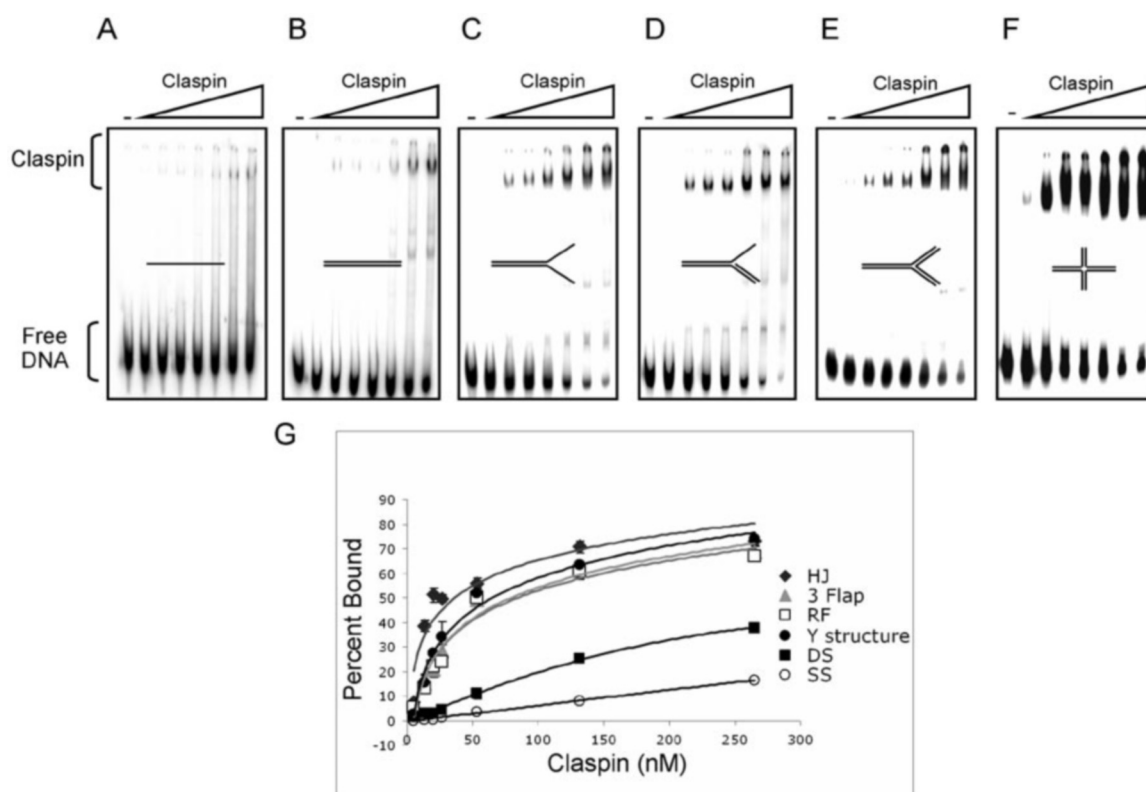 A B C D E F
Claspin Claspin Claspin Claspin Claspin Claspin
- - - - - -
Claspin
Free
DNA
G
90
80
70
60
50
40
30
20
10
0
-10
Percent Bound
0 50 100 150 200 250 300
Claspin (nM)
HJ
3 Flap
RF
Y structure
DS
SS